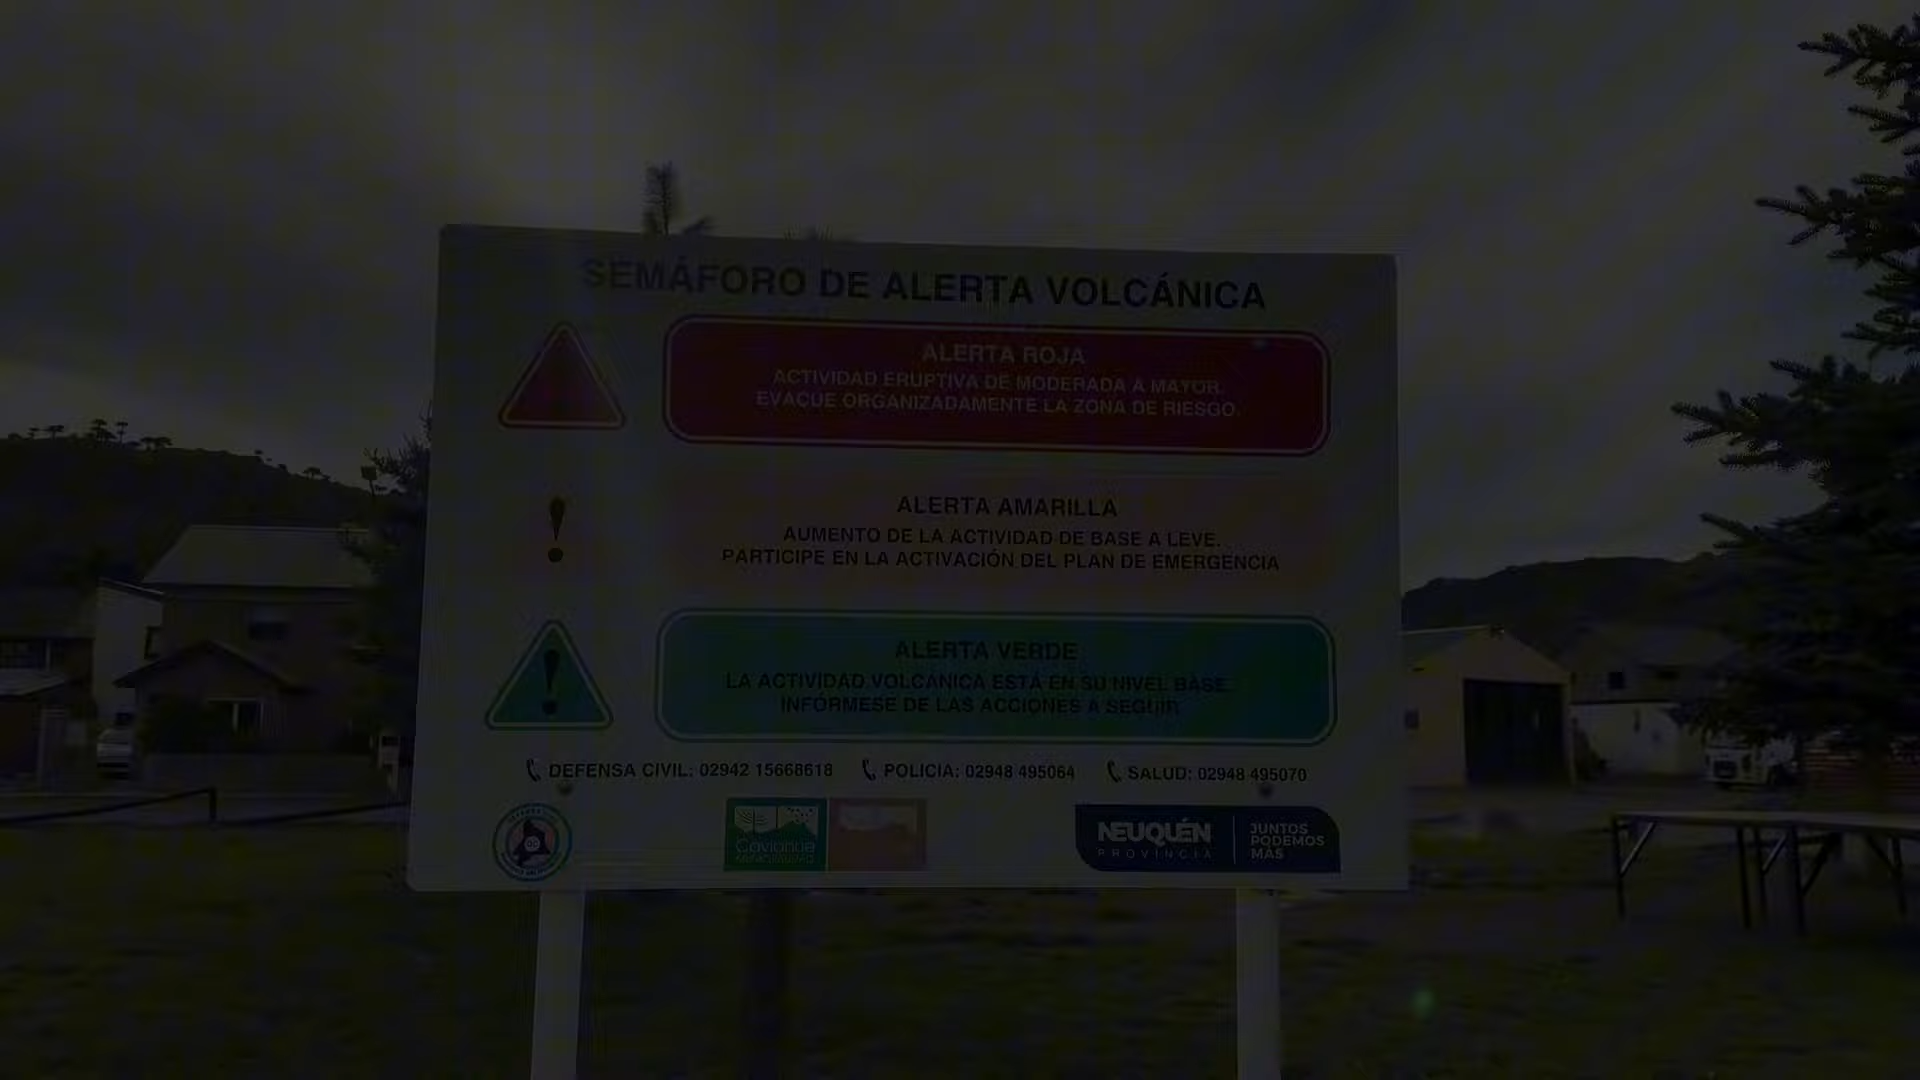 SEMÁFORO DE ALERTA VOLCÁNICA
ALERTA ROJA
ACTIVIDAD ERUPTIVA DE MODERADA A MAYOR.
EVACUE ORGANIZADAMENTE LA ZONA DE RIESGO.
ALERTA AMARILLA
AUMENTO DE LA ACTIVIDAD DE BASE A LEVE.
PARTICIPE EN LA ACTIVACIÓN DEL PLAN DE EMERGENCIA
ALERTA VERDE
LA ACTIVIDAD VOLCÁNICA ESTÁ EN SU NIVEL BASE.
INFÓRMESE DE LAS ACCIONES A SEGUIR
DEFENSA CIVIL: 02942 15668618 POLICIA: 02948 495064 SALUD: 02948 495070
Caviahue
NEUQUÉN
PROVINCIA
JUNTOS
PODEMOS
MÁS